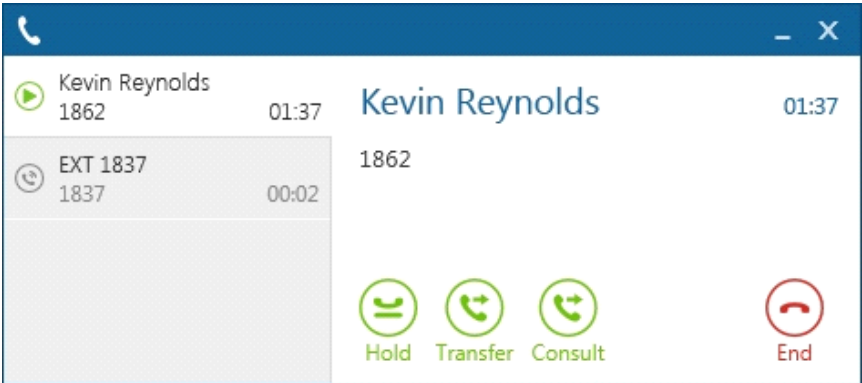 Kevin Reynolds
1862 01:37
EXT 1837
1837 00:02
Kevin Reynolds 01:37
1862
Hold Transfer Consult End